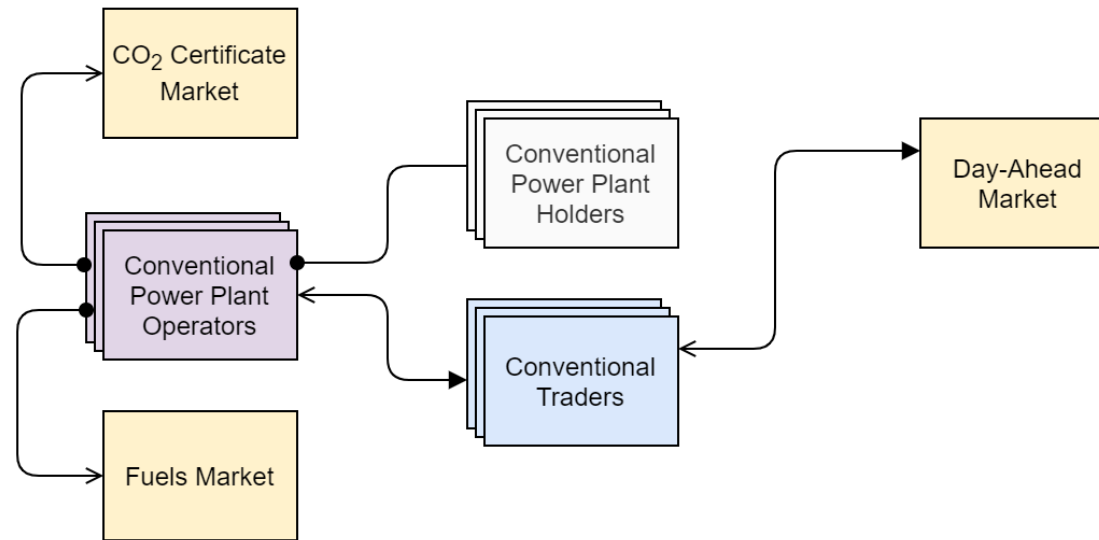 CO₂ Certificate
Market
Conventional
Power Plant
Holders
Day-Ahead
Market
Conventional
Power Plant
Operators
Conventional
Traders
Fuels Market